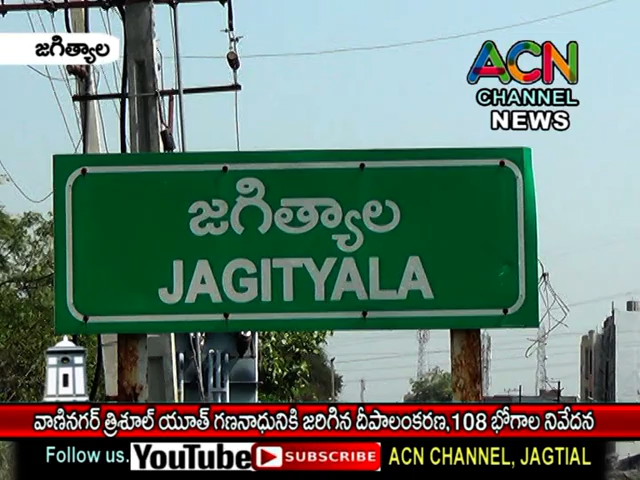 జగిత్యాల
ACN
CHANNEL
NEWS
జగిత్యాల
JAGITYALA
వాణినగర్ త్రిశూల్ యూత్ గణనాధునికి జరిగిన దీపాలంకరణ,108 భోగాల నివేదన
Follow us. YouTube SUBSCRIBE ACN CHANNEL, JAGTIAL